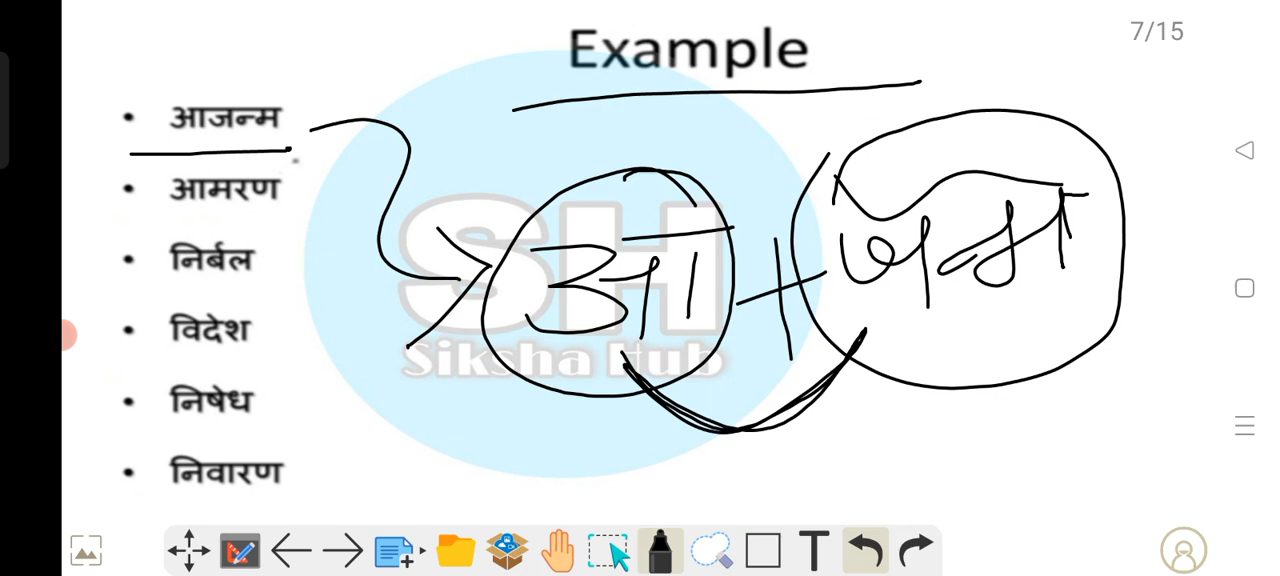 Example
7/15
• आजन्म
• आमरण
• निर्बल
• विदेश
• निषेध
• निवारण
आ + जन्म
SH
Siksha Hub
T